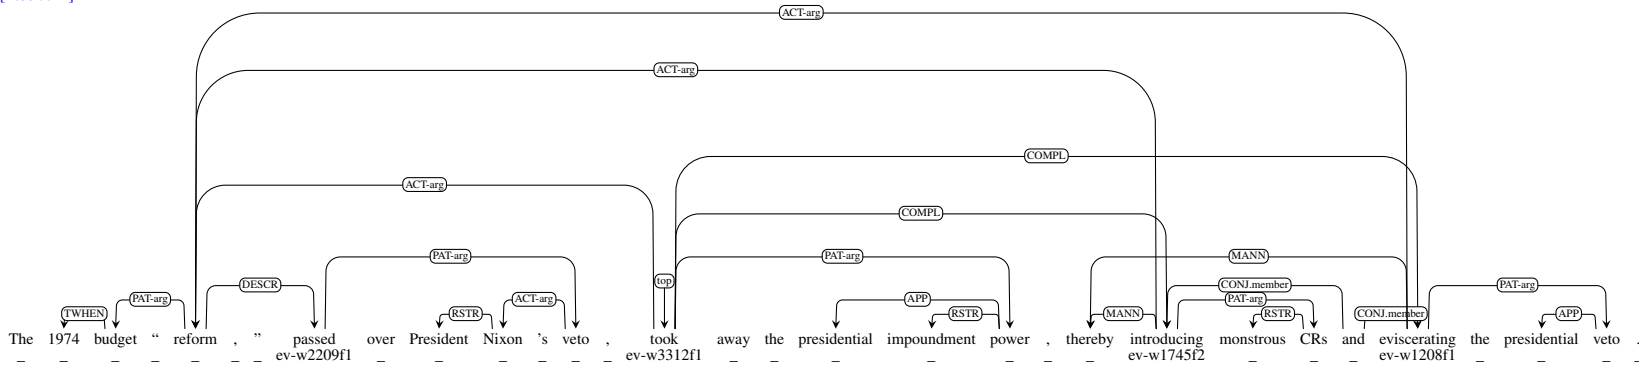 ACT-arg
ACT-arg
COMPL
ACT-arg
COMPL
PAT-arg PAT-arg MANN
top
DESCR CONJ.member PAT-arg
PAT-arg ACT-arg APP PAT-arg
TWHEN RSTR RSTR MANN RSTR CONJ.member APP
The 1974 budget “ reform , ” passed over President Nixon ’s veto , took away the presidential impoundment power , thereby introducing monstrous CRs and eviscerating the presidential veto .
_ _ _ _ _ _ _ ev-w2209f1 _ _ _ _ _ _ ev-w3312f1 _ _ _ _ _ _ _ ev-w1745f2 _ _ _ ev-w1208f1 _ _ _ _